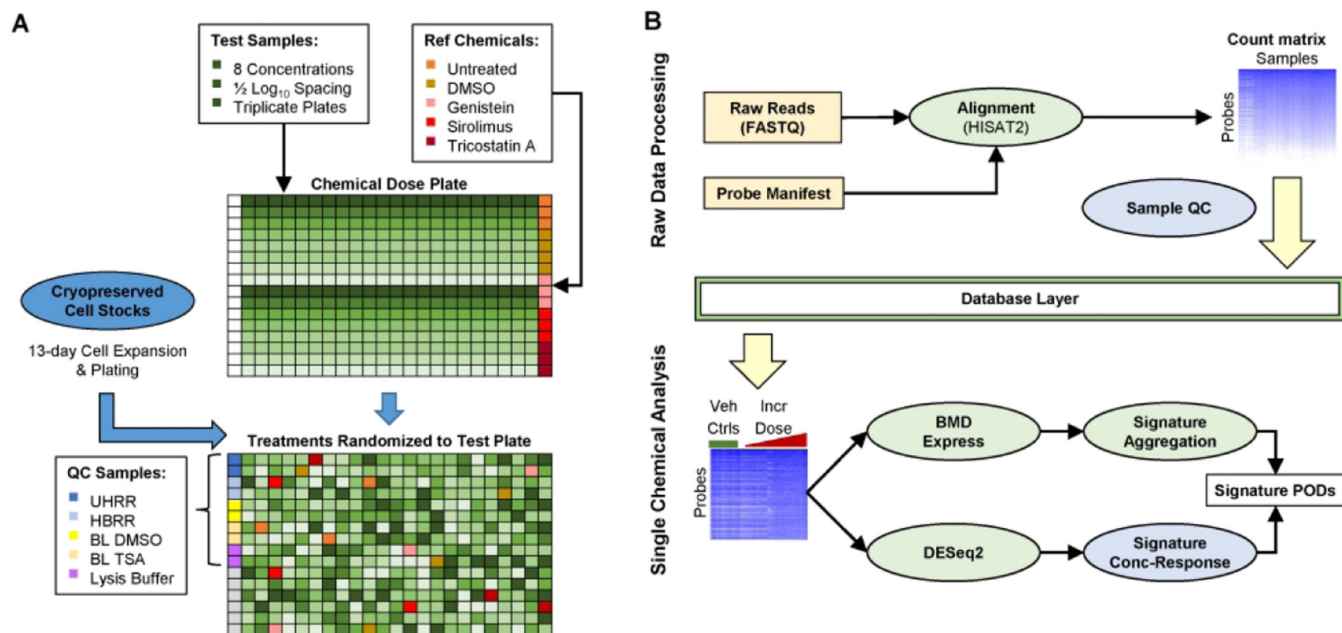 A
Test Samples:
8 Concentrations
½ Log10 Spacing
Triplicate Plates
Ref Chemicals:
Untreated
DMSO
Genistein
Sirolimus
Tricostatin A
Chemical Dose Plate
Cryopreserved
Cell Stocks
13-day Cell Expansion
& Plating
Treatments Randomized to Test Plate
QC Samples:
UHRR
HBRR
BL DMSO
BL TSA
Lysis Buffer
B
Raw Data Processing
Raw Reads
(FASTQ)
Probe Manifest
Alignment
(HISAT2)
Count matrix
Samples
Probes
Sample QC
Database Layer
Single Chemical Analysis
Veh
Ctrls
Incr
Dose
Probes
BMD
Express
Signature
Aggregation
DESeq2
Signature
Conc-Response
Signature PODs